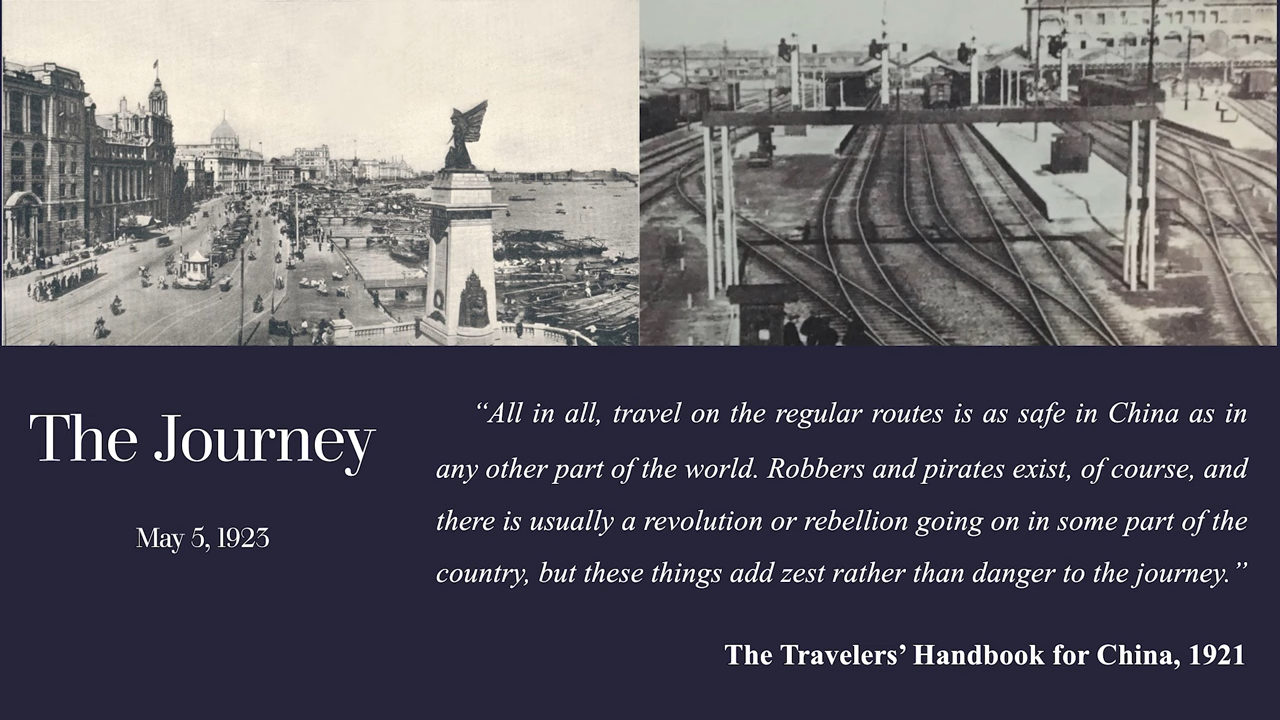 The Journey
May 5, 1923
“All in all, travel on the regular routes is as safe in China as in
any other part of the world. Robbers and pirates exist, of course, and
there is usually a revolution or rebellion going on in some part of the
country, but these things add zest rather than danger to the journey.”
The Travelers’ Handbook for China, 1921